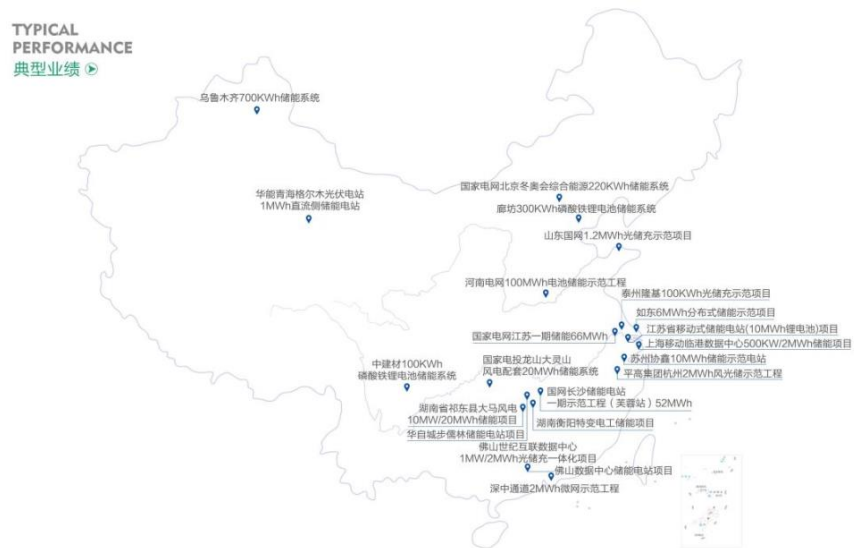 TYPICAL
PERFORMANCE
典型业绩
乌鲁木齐700KWh储能系统
华能青海格尔木光伏电站
1MWh直流侧储能电站
国家电网北京冬奥会综合能源220KWh储能系统
廊坊300KWh磷酸铁锂电池储能系统
山东国网1.2MWh光储充示范项目
河南电网100MWh电池储能示范工程
泰州隆基100KWh光储充示范项目
如东6MWh分布式储能示范项目
江苏省移动式储能电站(10MWh锂电池)项目
国家电网江苏一期储能66MWh
上海移动临港数据中心500KW/2MWh储能项目
苏州协鑫10MWh储能示范电站
平高集团杭州2MWh风光储示范工程
中建材100KWh
磷酸铁锂电池储能系统
国家电投龙山大灵山
风电配套20MWh储能系统
国网长沙储能电站
一期示范工程（芙蓉站）52MWh
湖南省祁东县大马风电
10MW/20MWh储能项目
湖南衡阳特变电工储能项目
华自城步儒林储能电站项目
佛山世纪互联数据中心
1MW/2MWh光储充一体化项目
佛山数据中心储能电站项目
深中通道2MWh微网示范工程